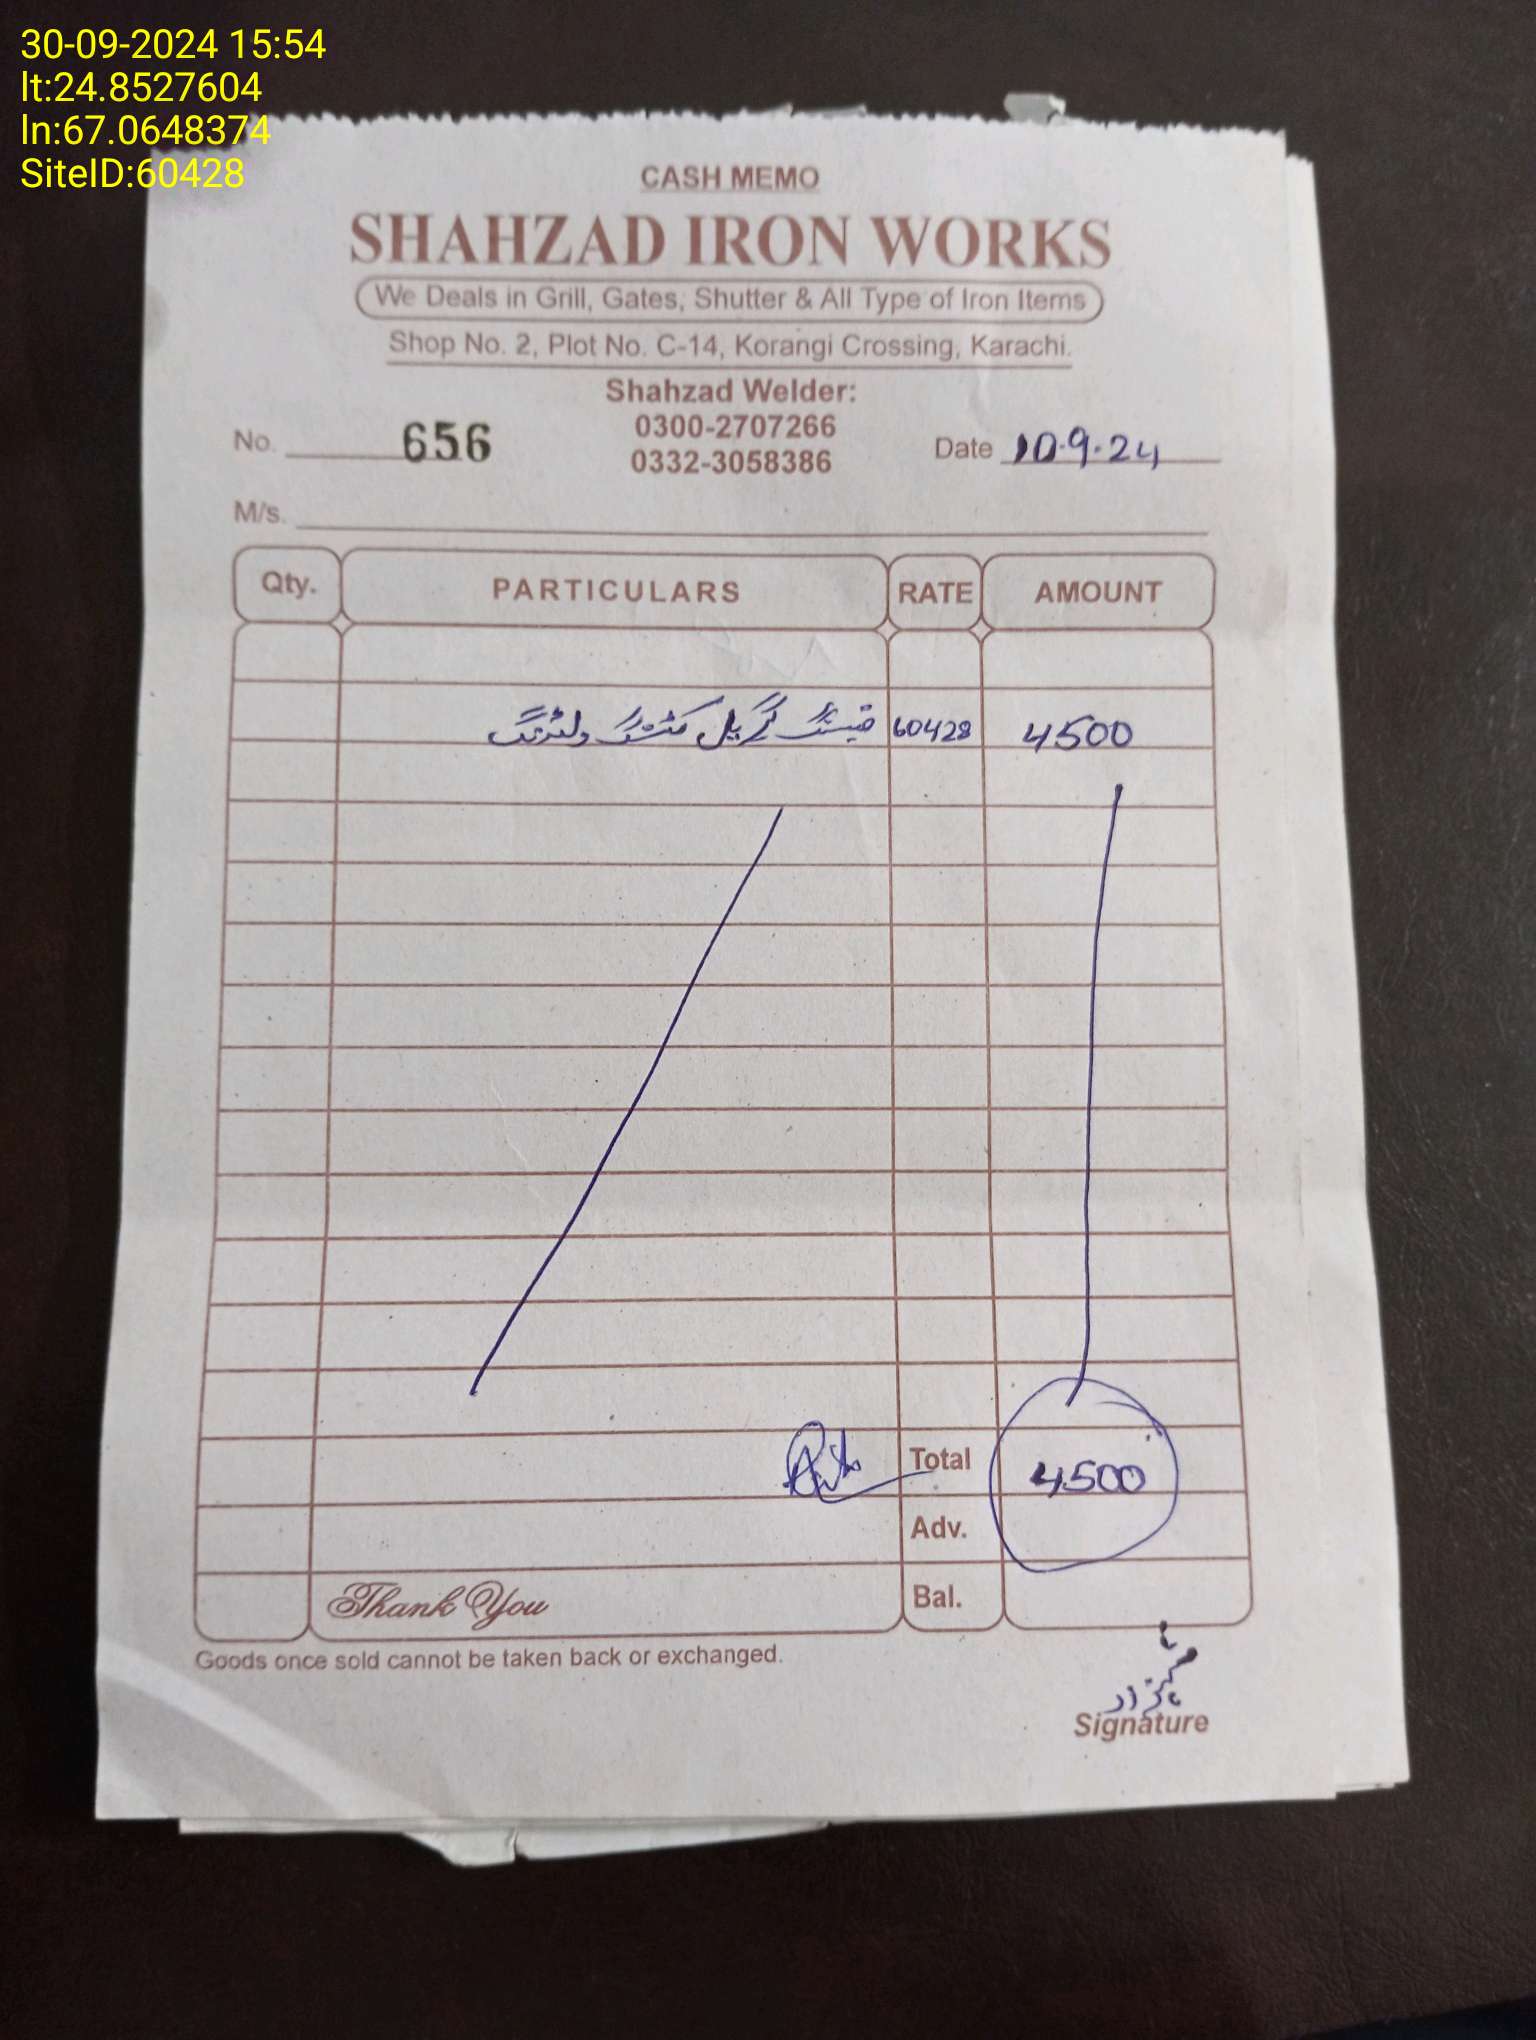 30-09-2024 15:54
lt:24.8527604
ln:67.0648374
SiteID:60428
CASH MEMO
SHAHZAD IRON WORKS
We Deals in Grill, Gates, Shutter & All Type of Iron Items
Shop No. 2, Plot No. C-14, Korangi Crossing, Karachi.
Shahzad Welder:
0300-2707266
0332-3058386
No. 656
Date 10.9.24
M/s.
Qty. PARTICULARS RATE AMOUNT
گریل کٹنگ ولڈنگ 60428 4500
Total 4500
Adv.
Thank You Bal.
Goods once sold cannot be taken back or exchanged.
Signature